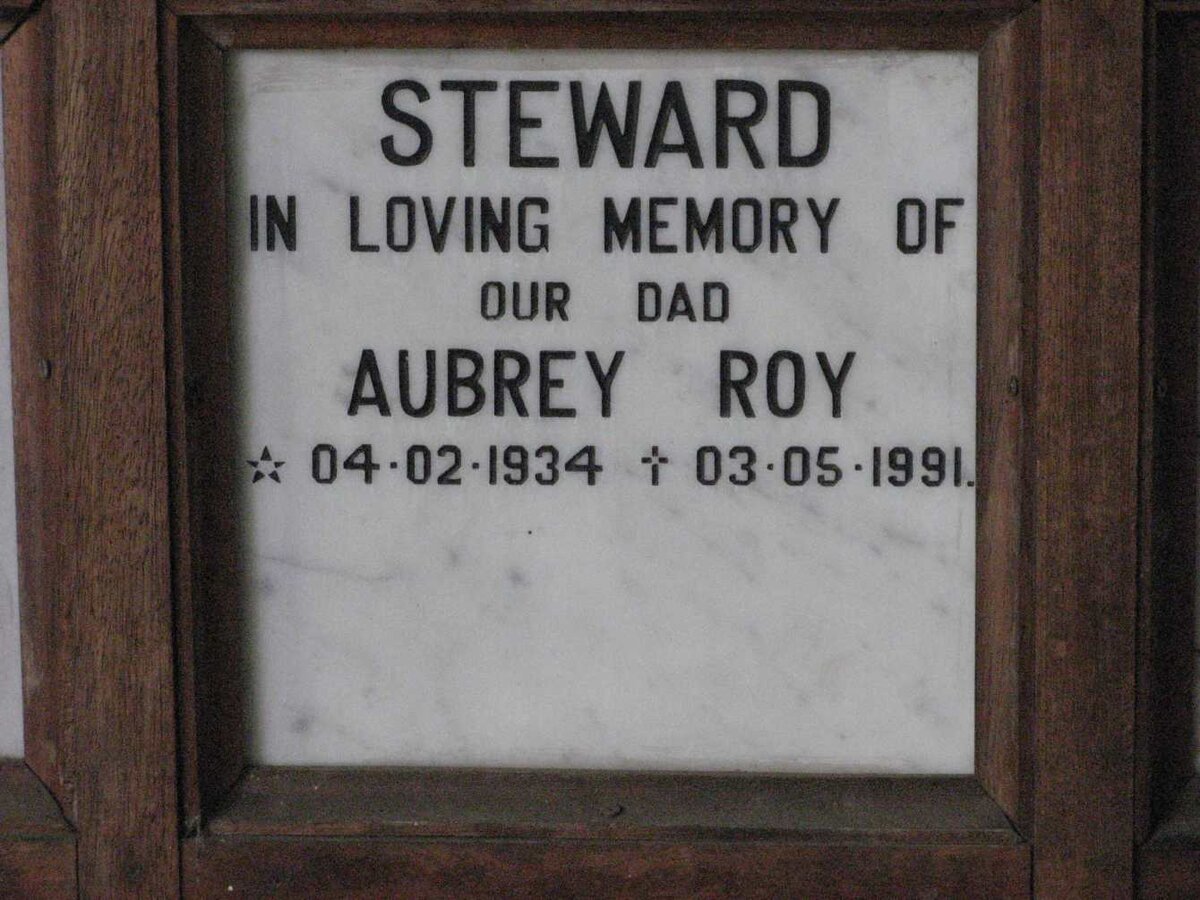 STEWARD
IN LOVING MEMORY OF
OUR DAD
AUBREY ROY
☆ 04·02·1934 ✝ 03·05·1991.